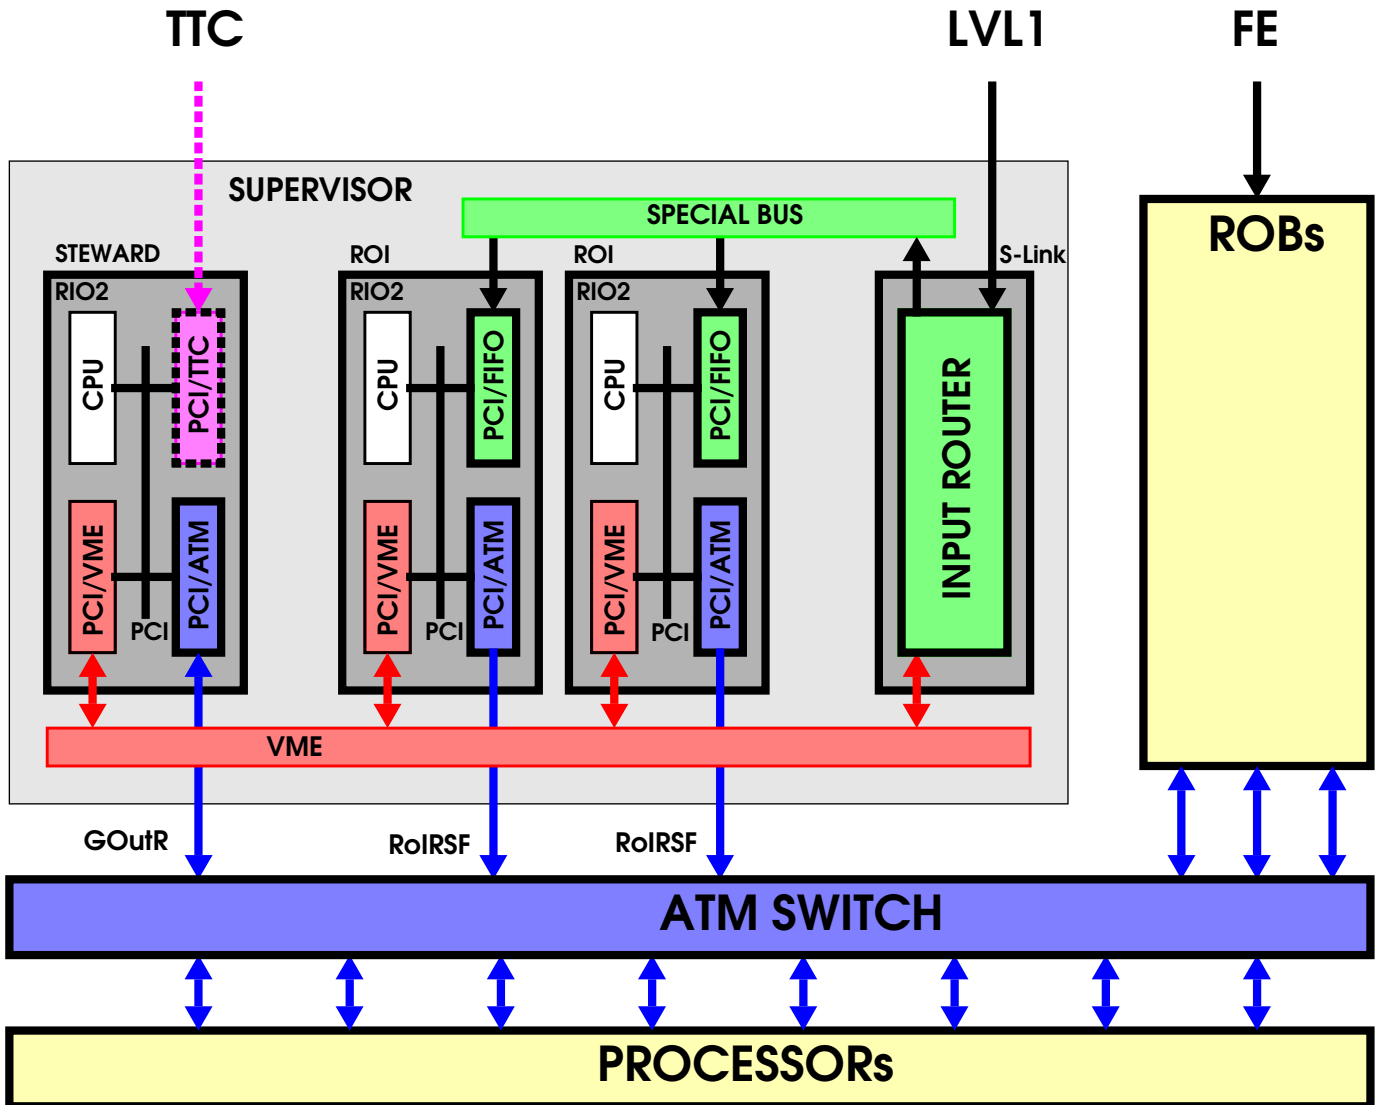 TTC
LVL1
FE
SUPERVISOR
SPECIAL BUS
ROBs
STEWARD
ROI
ROI
S-Link
RIO2
RIO2
RIO2
CPU
PCI/TTC
CPU
PCI/FIFO
CPU
PCI/FIFO
INPUT ROUTER
PCI/VME
PCI/ATM
PCI/VME
PCI/ATM
PCI/VME
PCI/ATM
PCI
PCI
PCI
VME
GOutR
RoIRSF
RoIRSF
ATM SWITCH
PROCESSORs